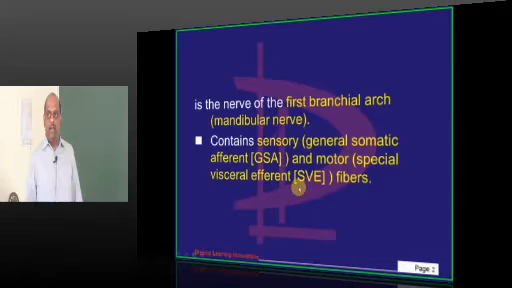 is the nerve of the first branchial arch
(mandibular nerve).
Contains sensory (general somatic
afferent [GSA] ) and motor (special
visceral efferent [SVE] ) fibers.
Page 2